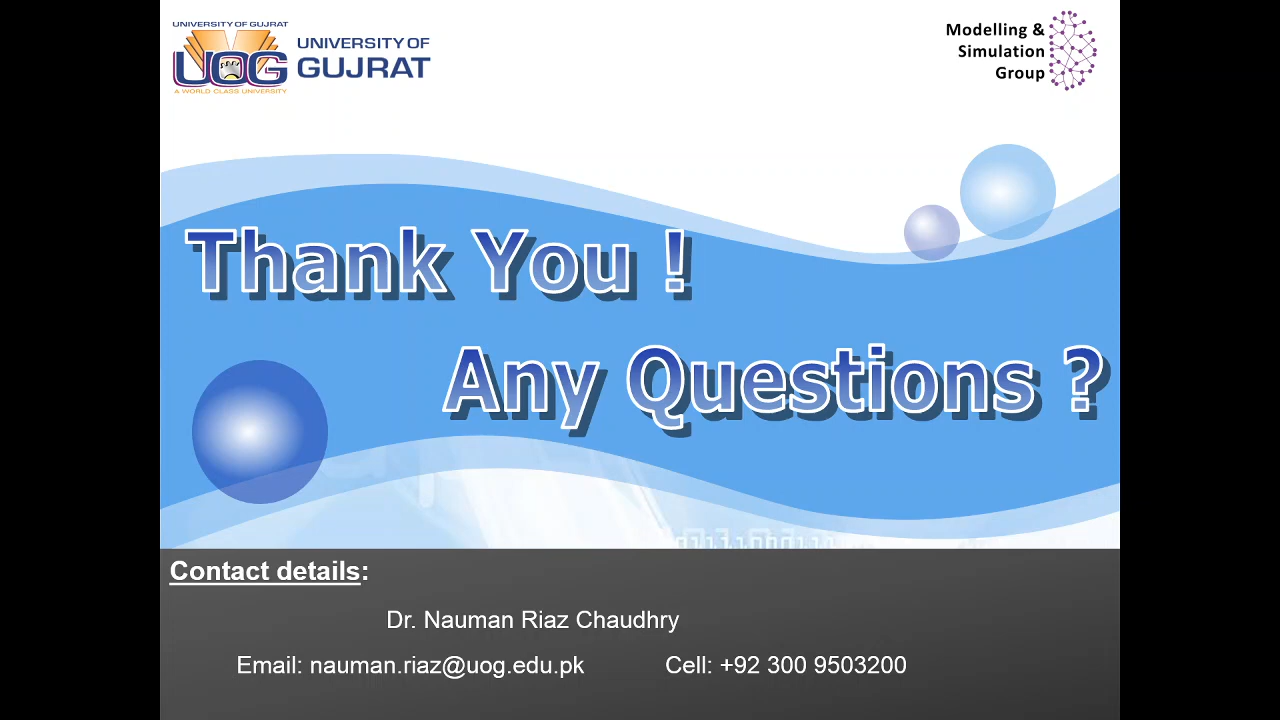 UNIVERSITY OF GUJRAT
UOG
A WORLD CLASS UNIVERSITY
UNIVERSITY OF
GUJRAT
Modelling &
Simulation
Group
Thank You !
Any Questions ?
Contact details:
Dr. Nauman Riaz Chaudhry
Email: nauman.riaz@uog.edu.pk Cell: +92 300 9503200